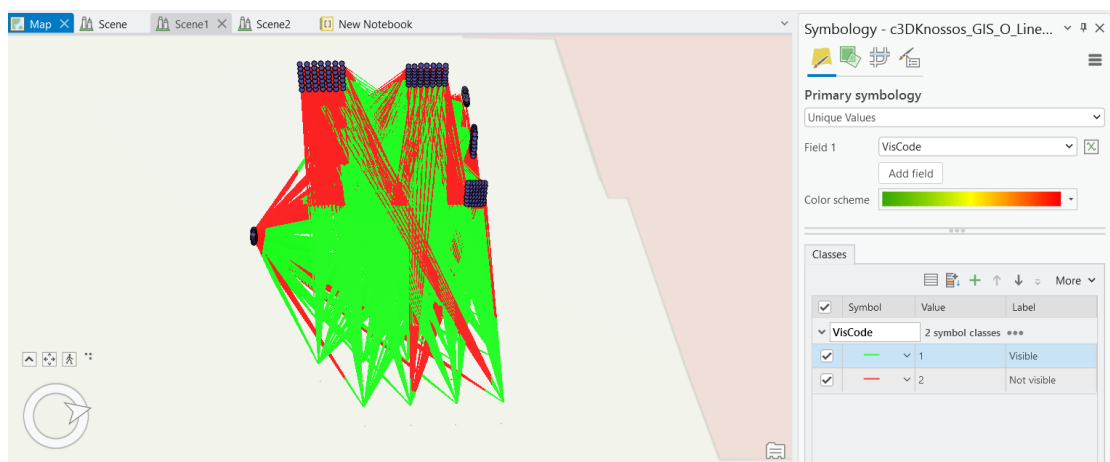 Map Scene Scene1 Scene2 New Notebook
Symbology - c3DKnossos_GIS_O_Line...
Primary symbology
Unique Values
Field 1 VisCode
Add field
Color scheme
Classes
More
Symbol Value Label
VisCode 2 symbol classes
1 Visible
2 Not visible